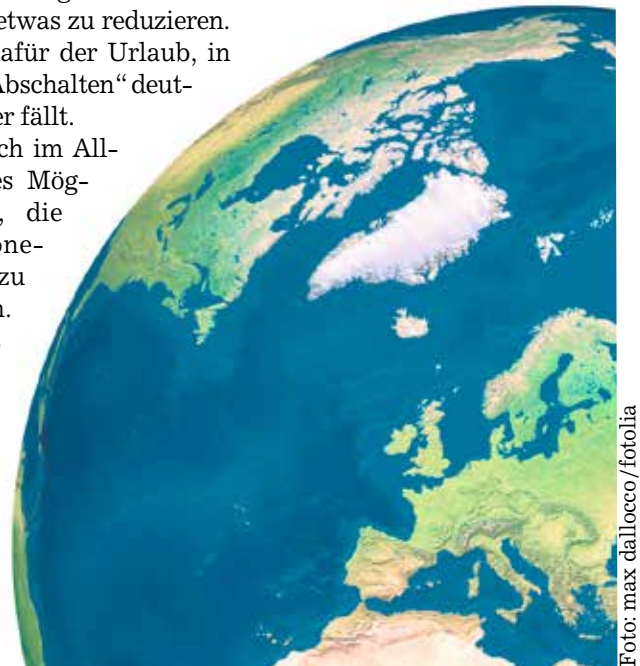 etwas zu reduzieren.
afür der Urlaub, in
Abschalten“ deut-
er fällt.
ch im All-
es Mög-
, die
one-
zu
n.
Foto: max dallocco/fotolia